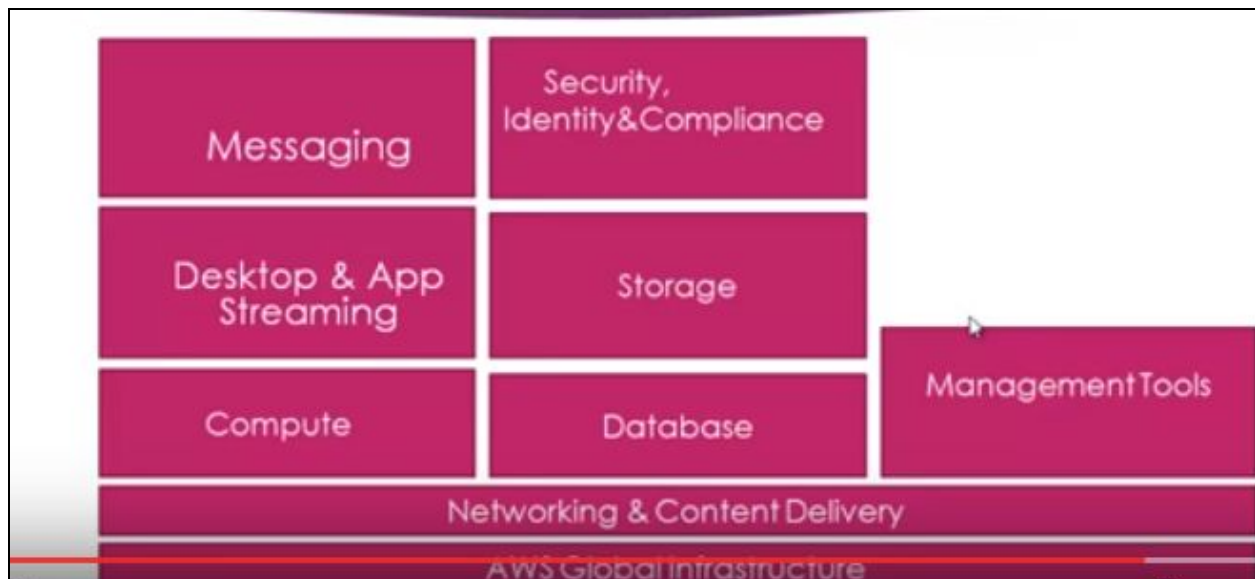 Messaging
Security,
Identity&Compliance
Desktop & App
Streaming
Storage
Management Tools
Compute
Database
Networking & Content Delivery
AWS Global Infrastructure